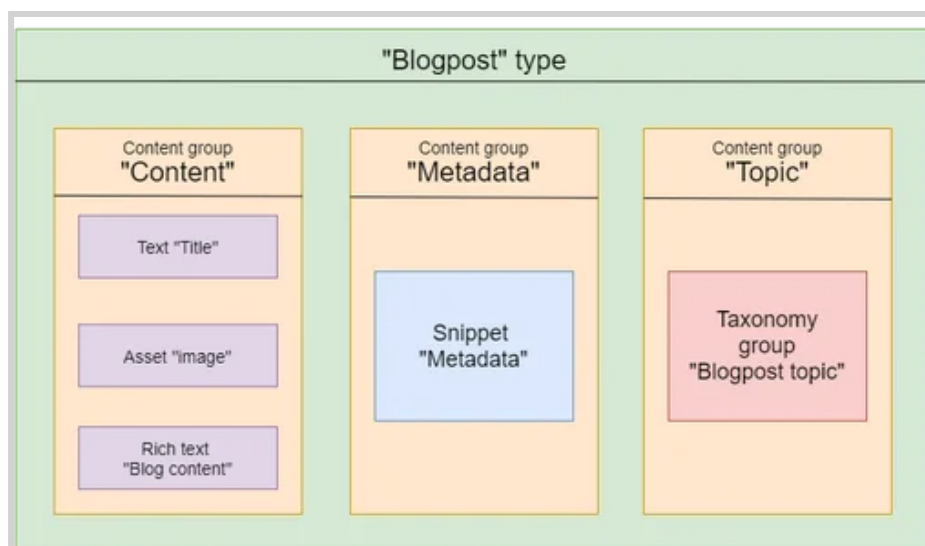 "Blogpost" type
Content group
"Content"
Text "Title"
Asset "image"
Rich text
"Blog content"
Content group
"Metadata"
Snippet
"Metadata"
Content group
"Topic"
Taxonomy
group
"Blogpost topic"